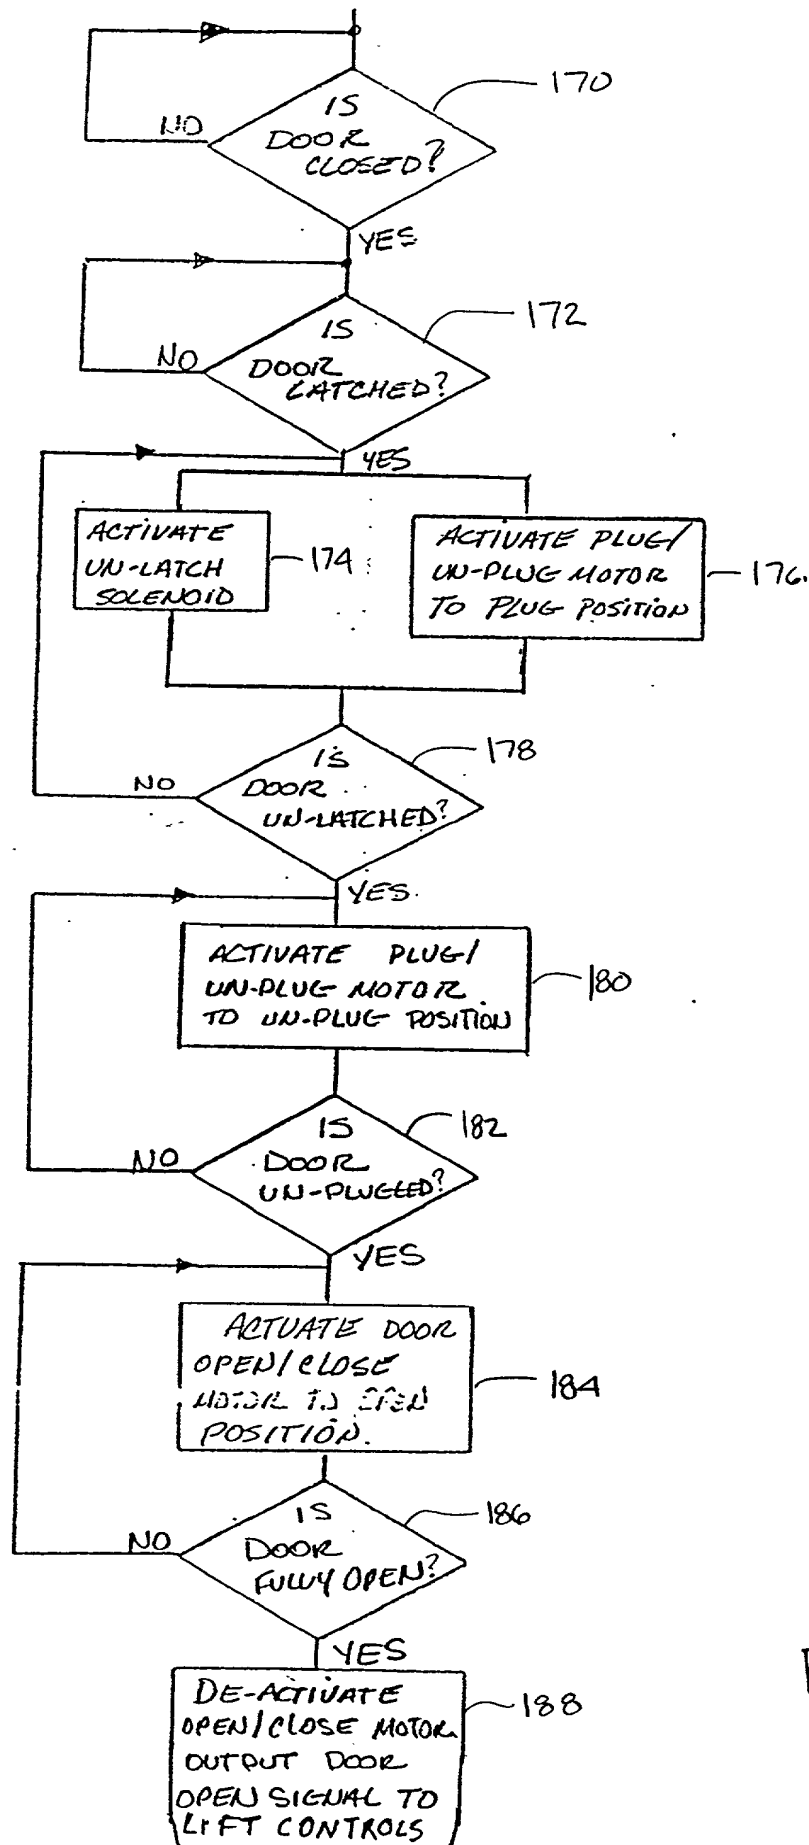 170
IS
DOOR
CLOSED?
NO
YES
172
IS
DOOR
LATCHED?
NO
YES
ACTIVATE
UN-LATCH
SOLENOID
174
ACTIVATE PLUG/
UN-PLUG MOTOR
TO PLUG POSITION
176.
178
IS
DOOR
UN-LATCHED?
NO
YES.
ACTIVATE PLUG/
UN-PLUG MOTOR
TO UN-PLUG POSITION
180
182
IS
DOOR
UN-PLUGGED?
NO
YES
ACTUATE DOOR
OPEN/CLOSE
MOTOR TO OPEN
POSITION.
184
186
IS
DOOR
FULLY OPEN?
NO
YES
DE-ACTIVATE
OPEN/CLOSE MOTOR.
OUTPUT DOOR
OPEN SIGNAL TO
LIFT CONTROLS
188